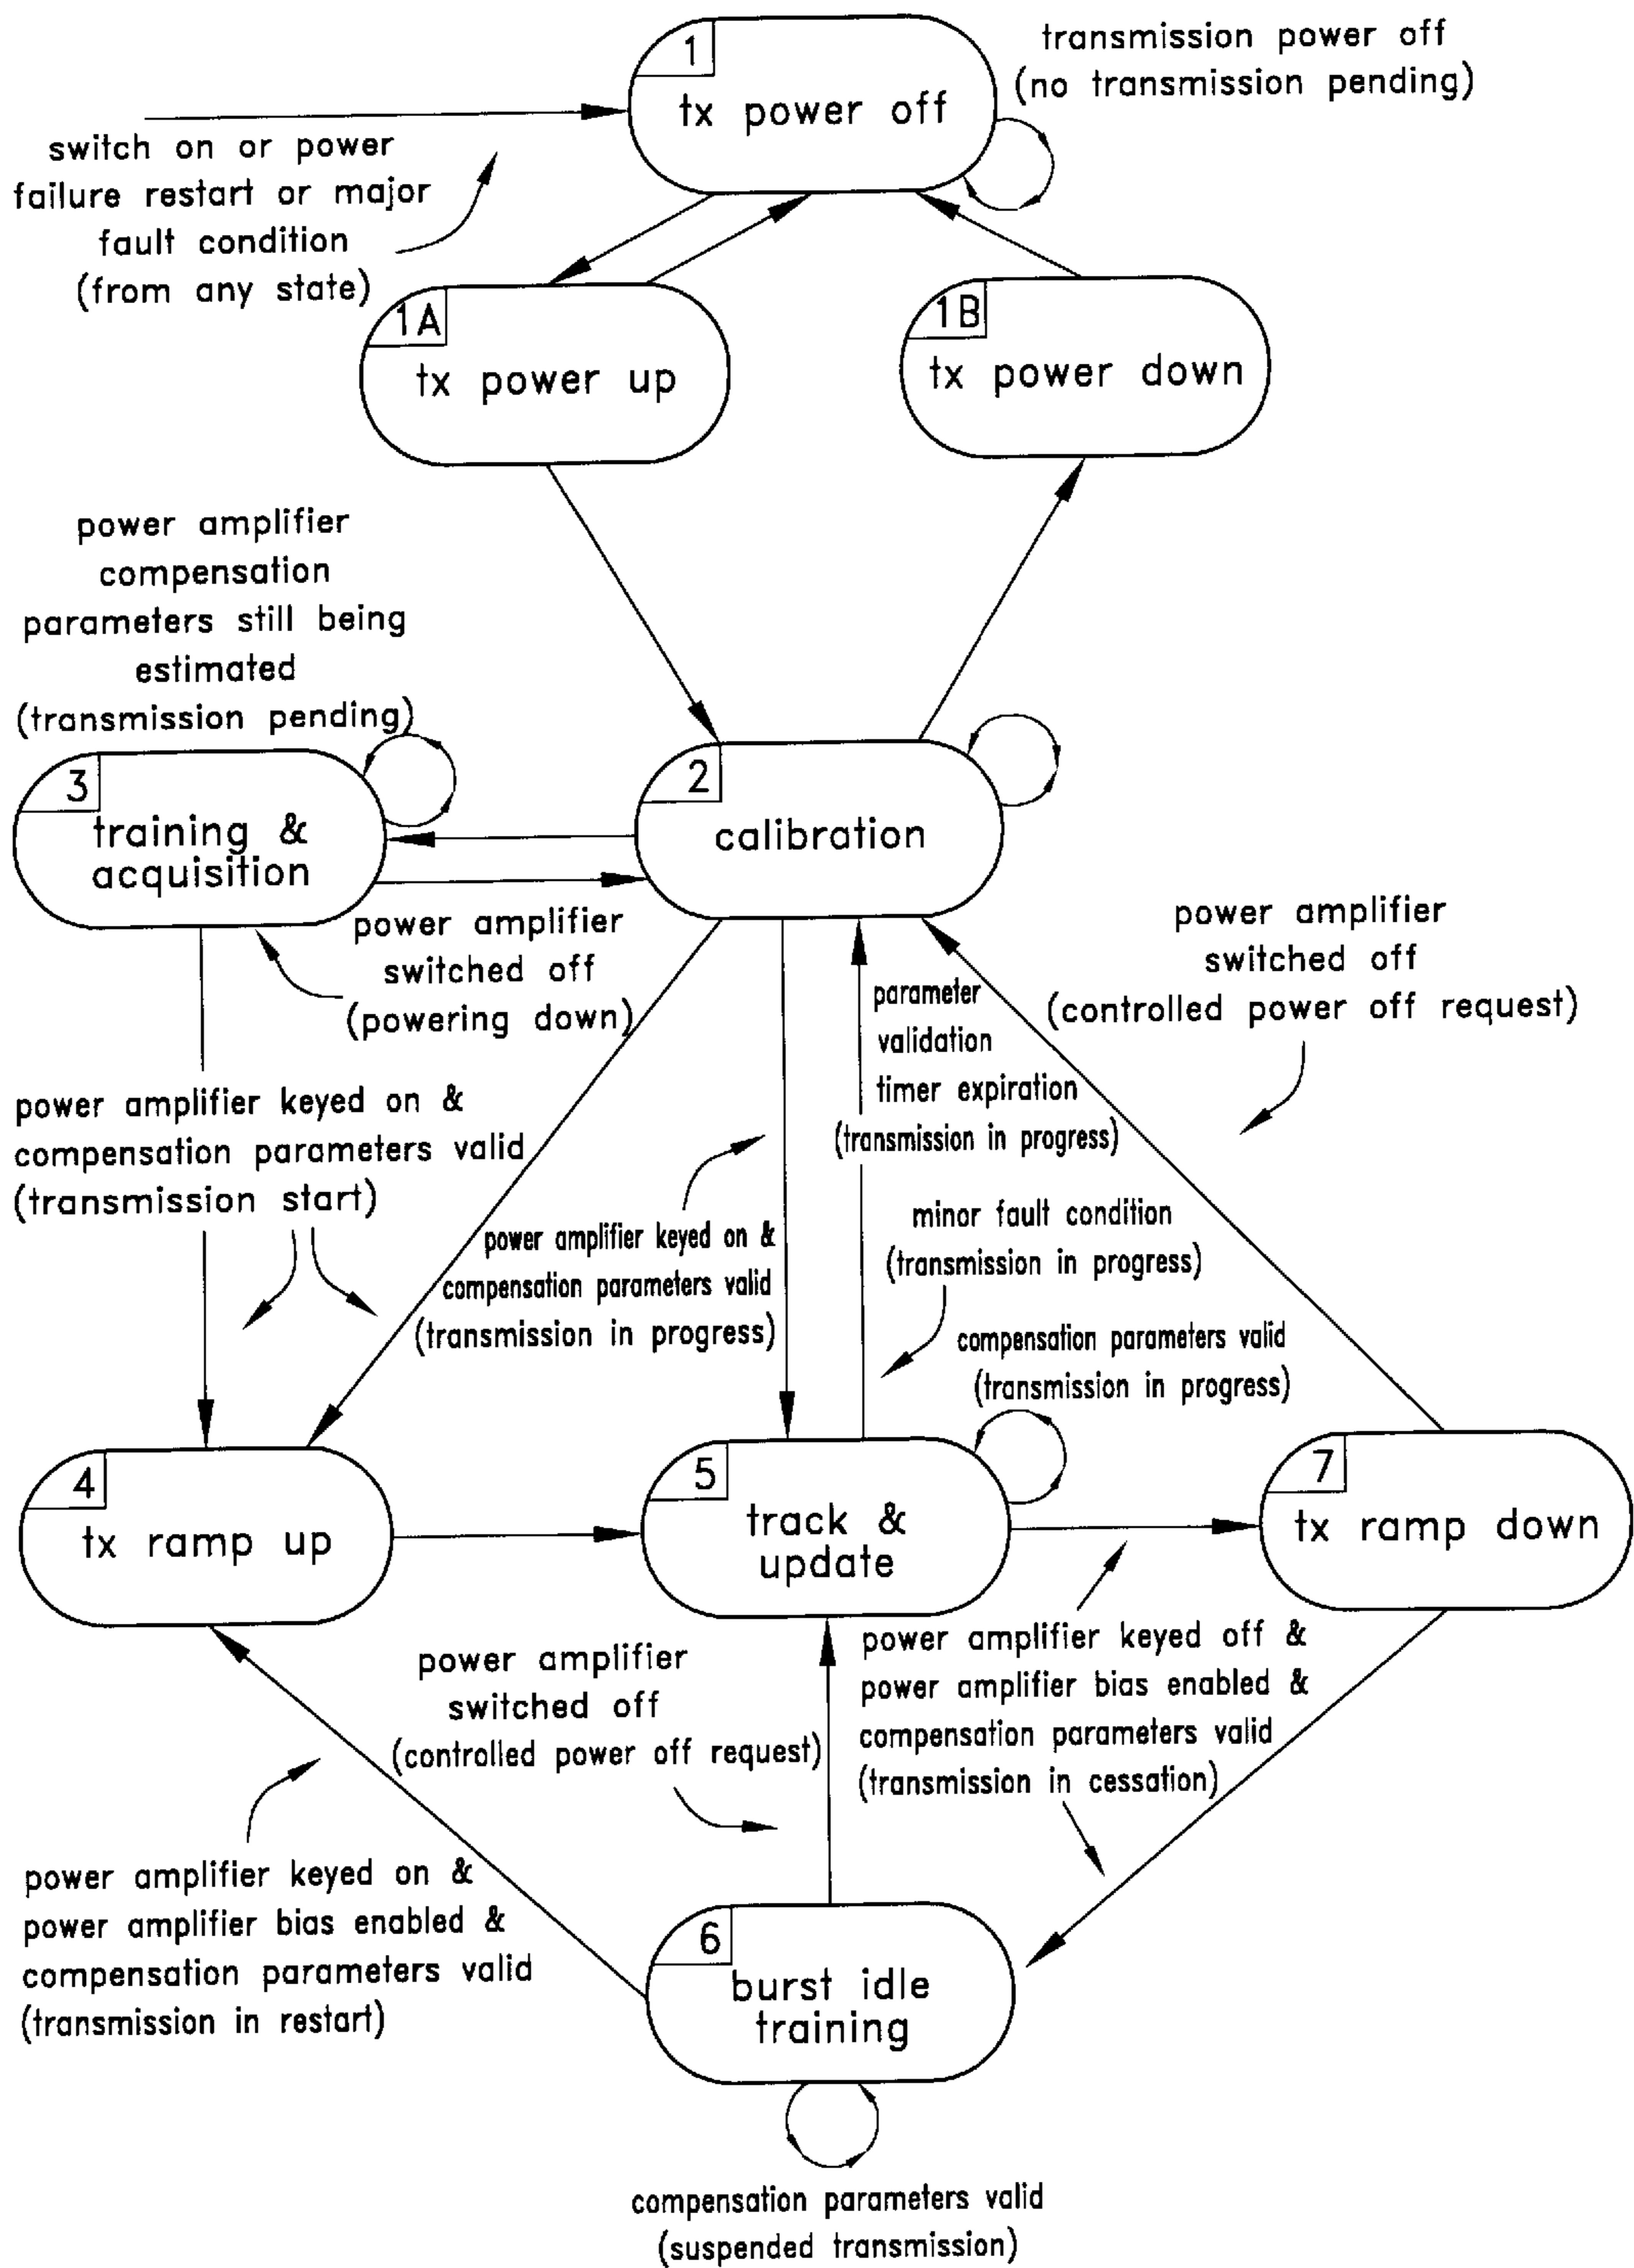 1
tx power off
transmission power off
(no transmission pending)
switch on or power
failure restart or major
fault condition
(from any state)
1A
tx power up
1B
tx power down
power amplifier
compensation
parameters still being
estimated
(transmission pending)
3
training &
acquisition
2
calibration
power amplifier
switched off
(powering down)
power amplifier
switched off
(controlled power off request)
parameter
validation
timer expiration
(transmission in progress)
power amplifier keyed on &
compensation parameters valid
(transmission start)
power amplifier keyed on &
compensation parameters valid
(transmission in progress)
minor fault condition
(transmission in progress)
compensation parameters valid
(transmission in progress)
4
tx ramp up
5
track &
update
7
tx ramp down
power amplifier
switched off
(controlled power off request)
power amplifier keyed off &
power amplifier bias enabled &
compensation parameters valid
(transmission in cessation)
power amplifier keyed on &
power amplifier bias enabled &
compensation parameters valid
(transmission in restart)
6
burst idle
training
compensation parameters valid
(suspended transmission)